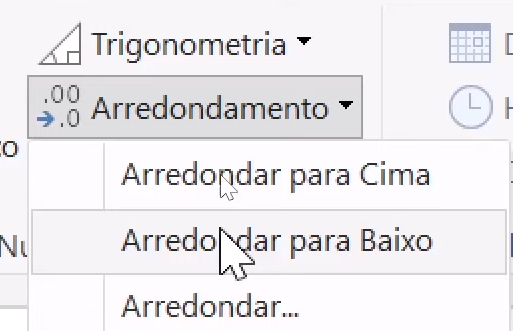 Trigonometria
.00
.0 Arredondamento
Arredondar para Cima
Arredondar para Baixo
Arredondar...